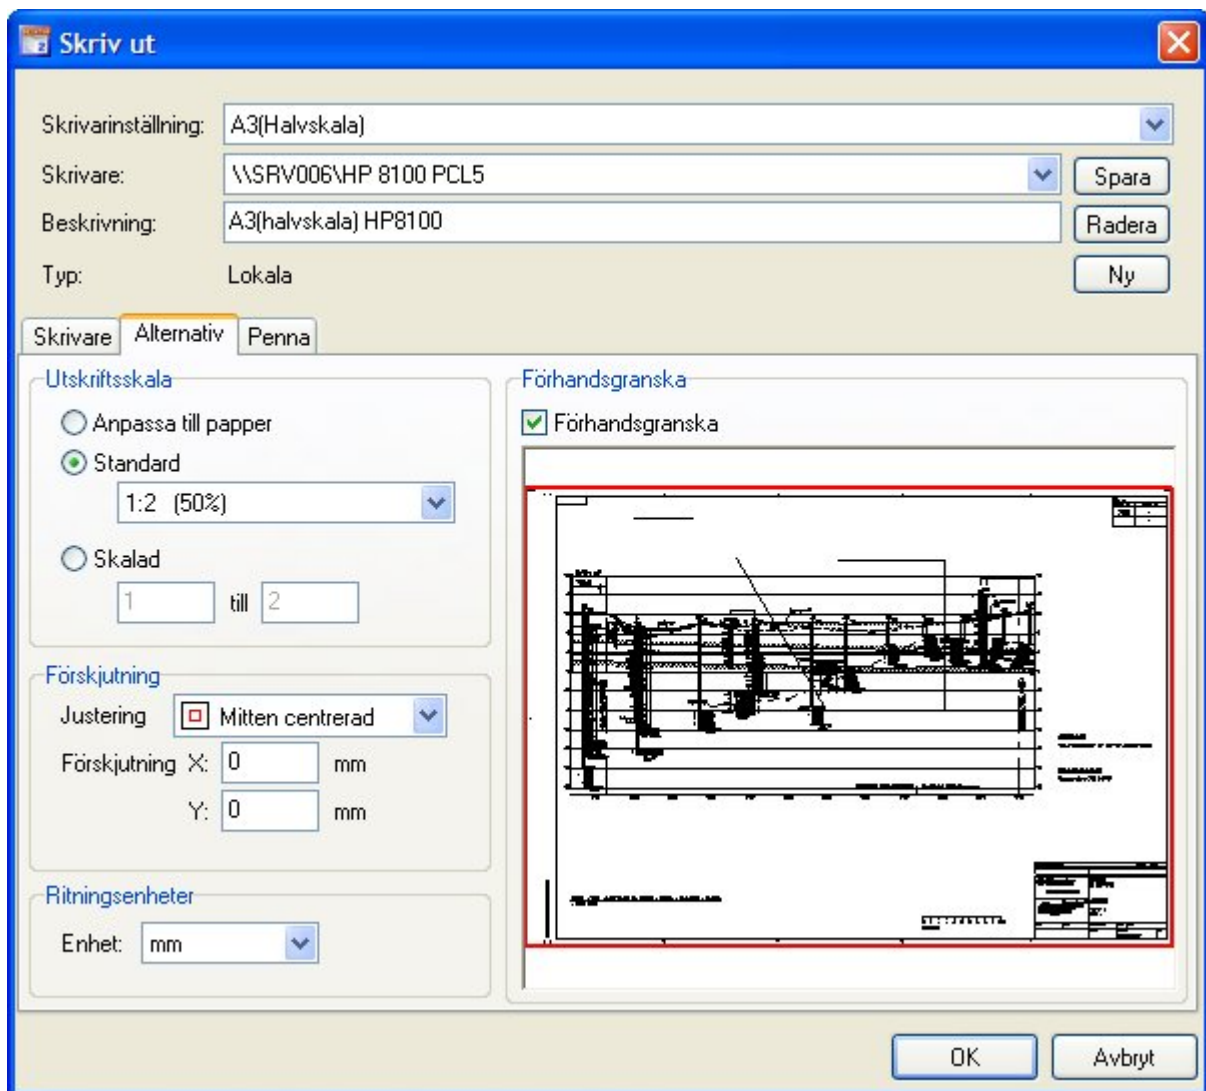 Skriv ut
Skrivarinställning: A3(Halvskala)
Skrivare: \\SRV006\HP 8100 PCL5 Spara
Beskrivning: A3(halvskala) HP8100 Radera
Typ: Lokala Ny
Skrivare Alternativ Penna
Utskriftsskala
Anpassa till papper
Standard
1:2 (50%)
Skalad
1 till 2
Förskjutning
Justering Mitten centrerad
Förskjutning X: 0 mm
Y: 0 mm
Ritningsenheter
Enhet: mm
Förhandsgranska
Förhandsgranska
OK Avbryt